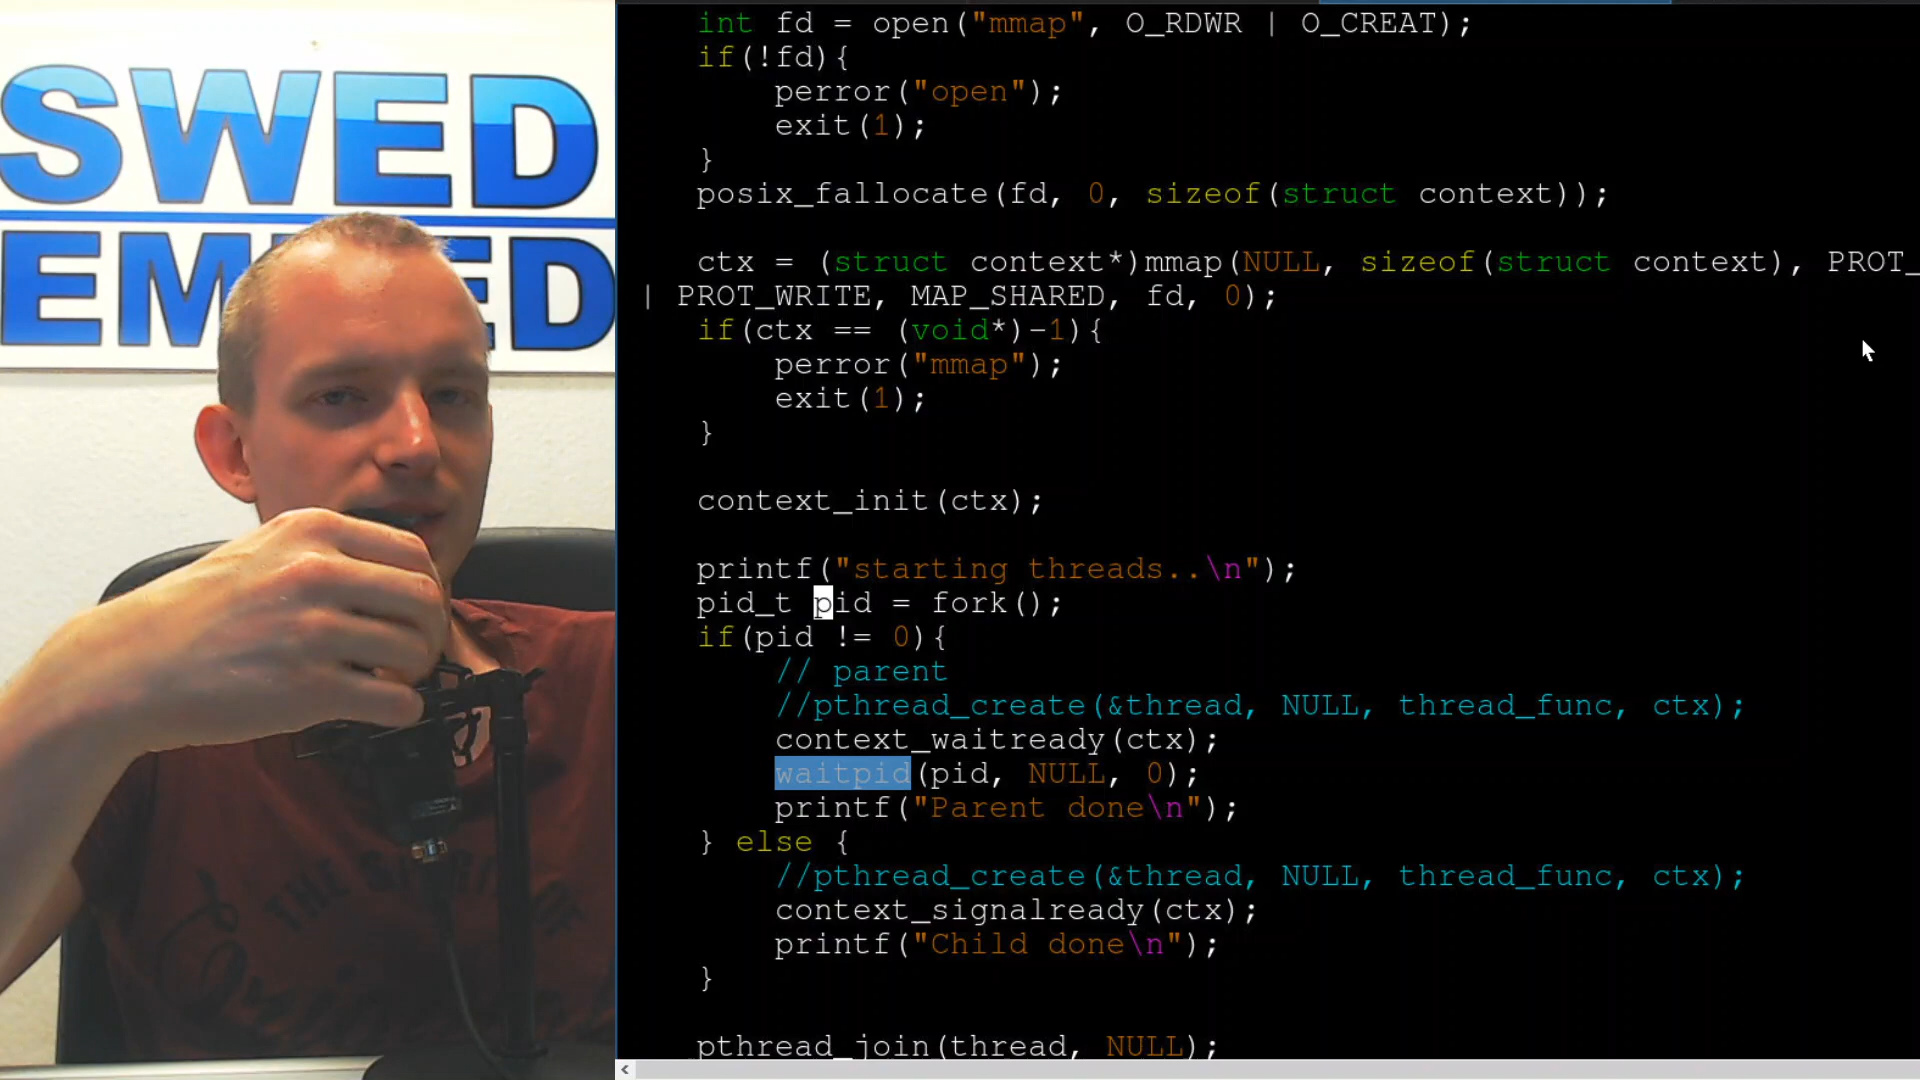 SWED
EMB ED
int fd = open("mmap", O_RDWR | O_CREAT);
if(!fd){
perror("open");
exit(1);
}
posix_fallocate(fd, 0, sizeof(struct context));
ctx = (struct context*)mmap(NULL, sizeof(struct context), PROT_
| PROT_WRITE, MAP_SHARED, fd, 0);
if(ctx == (void*)-1){
perror("mmap");
exit(1);
}
context_init(ctx);
printf("starting threads..\n");
pid_t pid = fork();
if(pid != 0){
// parent
//pthread_create(&thread, NULL, thread_func, ctx);
context_waitready(ctx);
waitpid(pid, NULL, 0);
printf("Parent done\n");
} else {
//pthread_create(&thread, NULL, thread_func, ctx);
context_signalready(ctx);
printf("Child done\n");
}
pthread_join(thread, NULL);